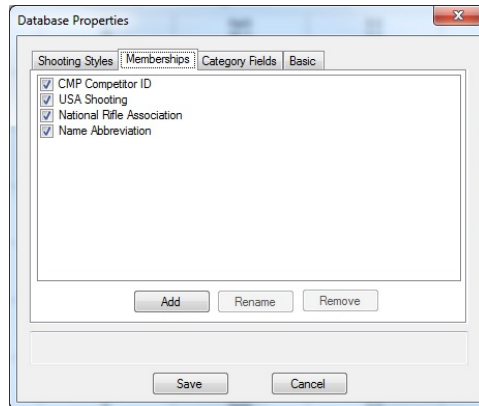 Database Properties
Shooting Styles Memberships Category Fields Basic
CMP Competitor ID
USA Shooting
National Rifle Association
Name Abbreviation
Add Rename Remove
Save Cancel